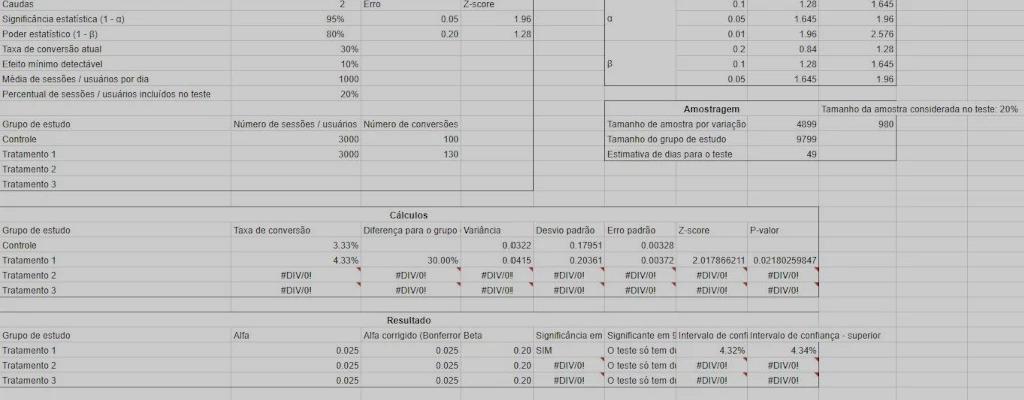 Caudas 2 Erro Z-score 0.1 1.28 1.645
Significância estatística (1 - α) 95% 0.05 1.96 α 0.05 1.645 1.96
Poder estatístico (1 - β) 80% 0.20 1.28 0.01 1.96 2.576
Taxa de conversão atual 30% 0.2 0.84 1.28
Efeito mínimo detectável 10% β 0.1 1.28 1.645
Média de sessões / usuários por dia 1000 0.05 1.645 1.96
Percentual de sessões / usuários incluídos no teste 20%
Amostragem Tamanho da amostra considerada no teste: 20%
Grupo de estudo Número de sessões / usuários Número de conversões Tamanho de amostra por variação 4899 980
Controle 3000 100 Tamanho do grupo de estudo 9799
Tratamento 1 3000 130 Estimativa de dias para o teste 49
Tratamento 2
Tratamento 3
Cálculos
Grupo de estudo Taxa de conversão Diferença para o grupo Variância Desvio padrão Erro padrão Z-score P-valor
Controle 3.33% 0.0322 0.17951 0.00328
Tratamento 1 4.33% 30.00% 0.0415 0.20361 0.00372 2.017866211 0.02180259847
Tratamento 2 #DIV/0! #DIV/0! #DIV/0! #DIV/0! #DIV/0! #DIV/0! #DIV/0!
Tratamento 3 #DIV/0! #DIV/0! #DIV/0! #DIV/0! #DIV/0! #DIV/0! #DIV/0!
Resultado
Grupo de estudo Alfa Alfa corrigido (Bonferror Beta Significância em Significante em Intervalo de confi Intervalo de confiança - superior
Tratamento 1 0.025 0.025 0.20 SIM O teste só tem du 4.32% 4.34%
Tratamento 2 0.025 0.025 0.20 #DIV/0! O teste só tem du #DIV/0! #DIV/0!
Tratamento 3 0.025 0.025 0.20 #DIV/0! O teste só tem du #DIV/0! #DIV/0!